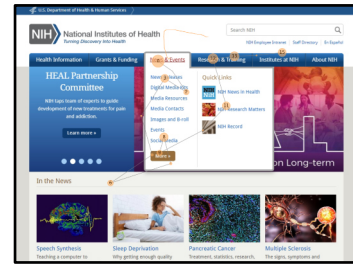 U.S. Department of Health & Human Services
NIH National Institutes of Health
Turning Discovery Into Health
Search NIH
NIH Employee Intranet Staff Directory En Español
Health Information Grants & Funding News & Events Research & Training Institutes at NIH About NIH
HEAL Partnership
Committee
NIH taps team of experts to guide
development of new treatments for pain
and addiction.
Learn more »
Digital Media
Media Resources
Media Contacts
Images and B-roll
Events
Social Media
More »
Quick Links
NIH News in Health
NIH Research Matters
NIH Record
on Long-term
In the News
Speech Synthesis
Teaching a computer to
Sleep Deprivation
Why getting enough quality
Pancreatic Cancer
Treatment, statistics, research,
Multiple Sclerosis
The signs, symptoms and